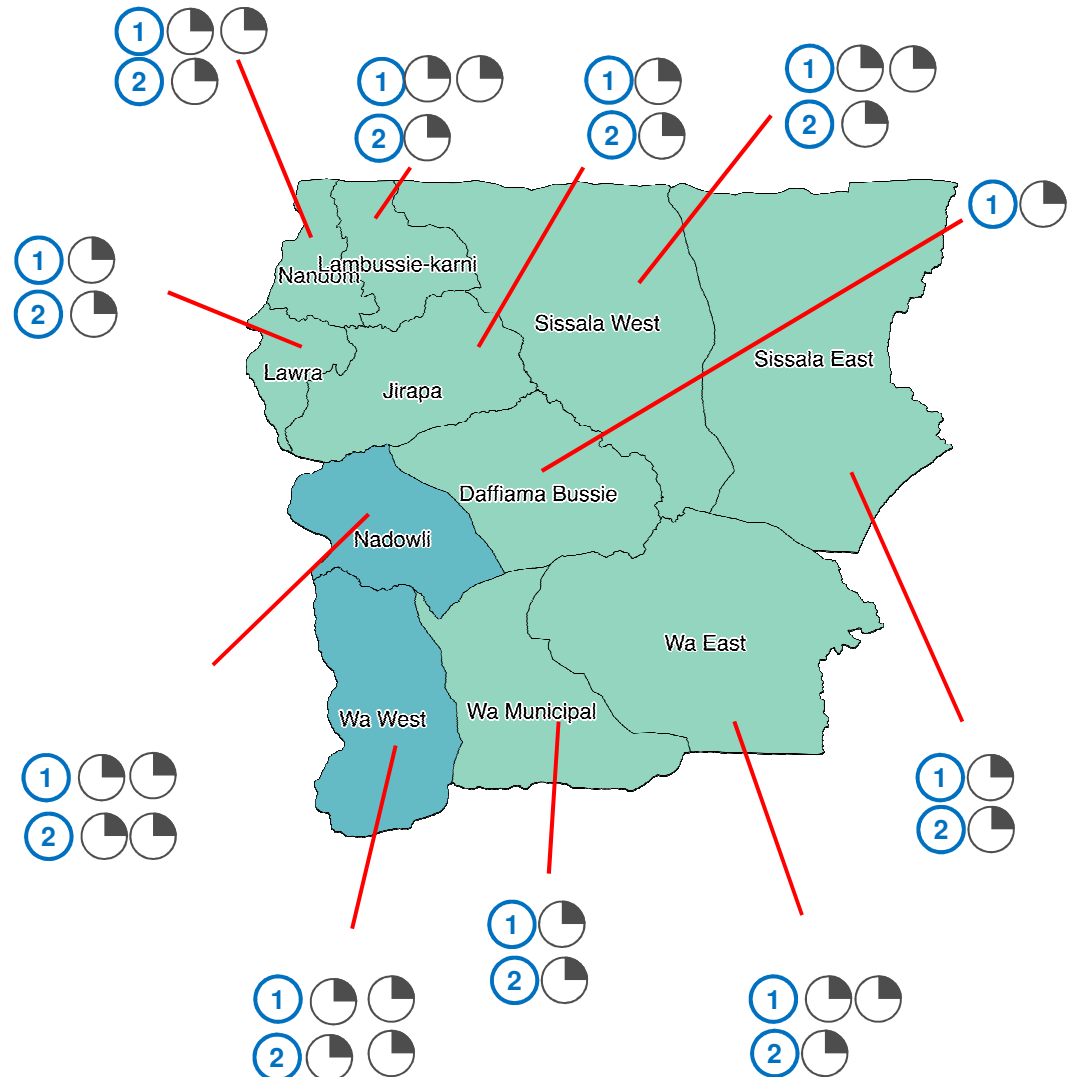 1
2
1
2
1
2
1
2
1
1
2
Nandom
Lambussie-karni
Sissala West
Sissala East
Lawra
Jirapa
Daffiama Bussie
Nadowli
Wa East
Wa West
Wa Municipal
1
2
1
2
1
2
1
2
1
2